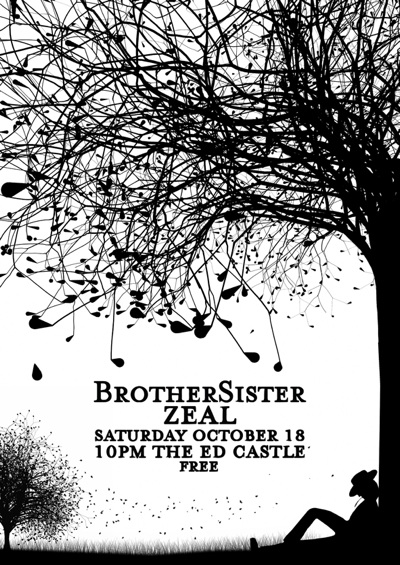 BROTHERSISTER
ZEAL
SATURDAY OCTOBER 18
10PM THE ED CASTLE
FREE